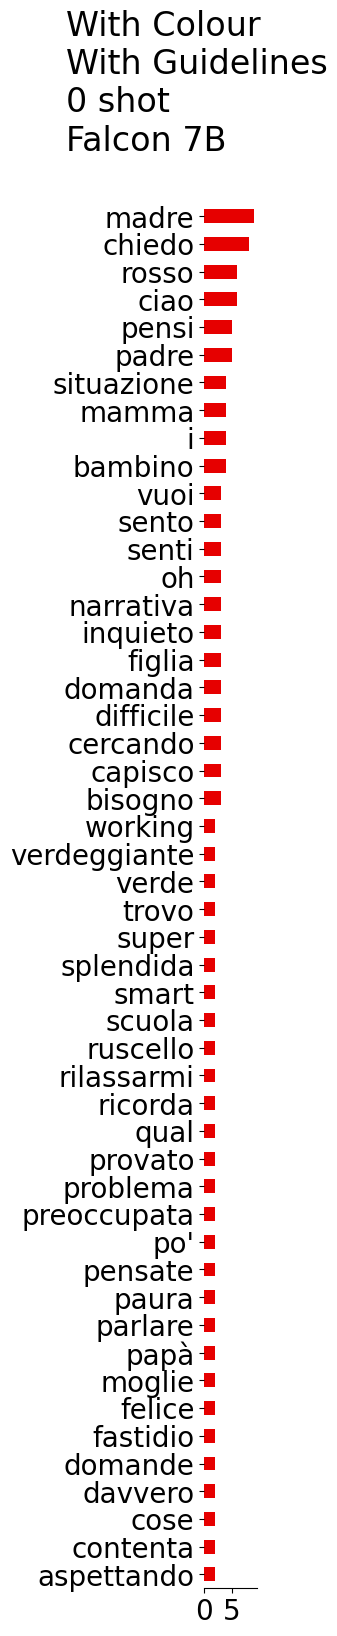 With Colour
With Guidelines
0 shot
Falcon 7B
madre
chiedo
rosso
ciao
pensi
padre
situazione
mamma
i
bambino
vuoi
sento
senti
oh
narrativa
inquieto
figlia
domanda
difficile
cercando
capisco
bisogno
working
verdeggiante
verde
trovo
super
splendida
smart
scuola
ruscello
rilassarmi
ricorda
qual
provato
problema
preoccupata
po'
pensate
paura
parlare
papà
moglie
felice
fastidio
domande
davvero
cose
contenta
aspettando
0 5